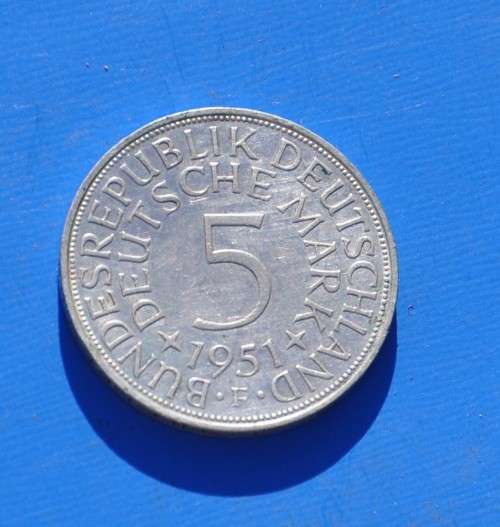 BUNDESREPUBLIK DEUTSCHLAND
DEUTSCHE MARK
5
1951
· F ·